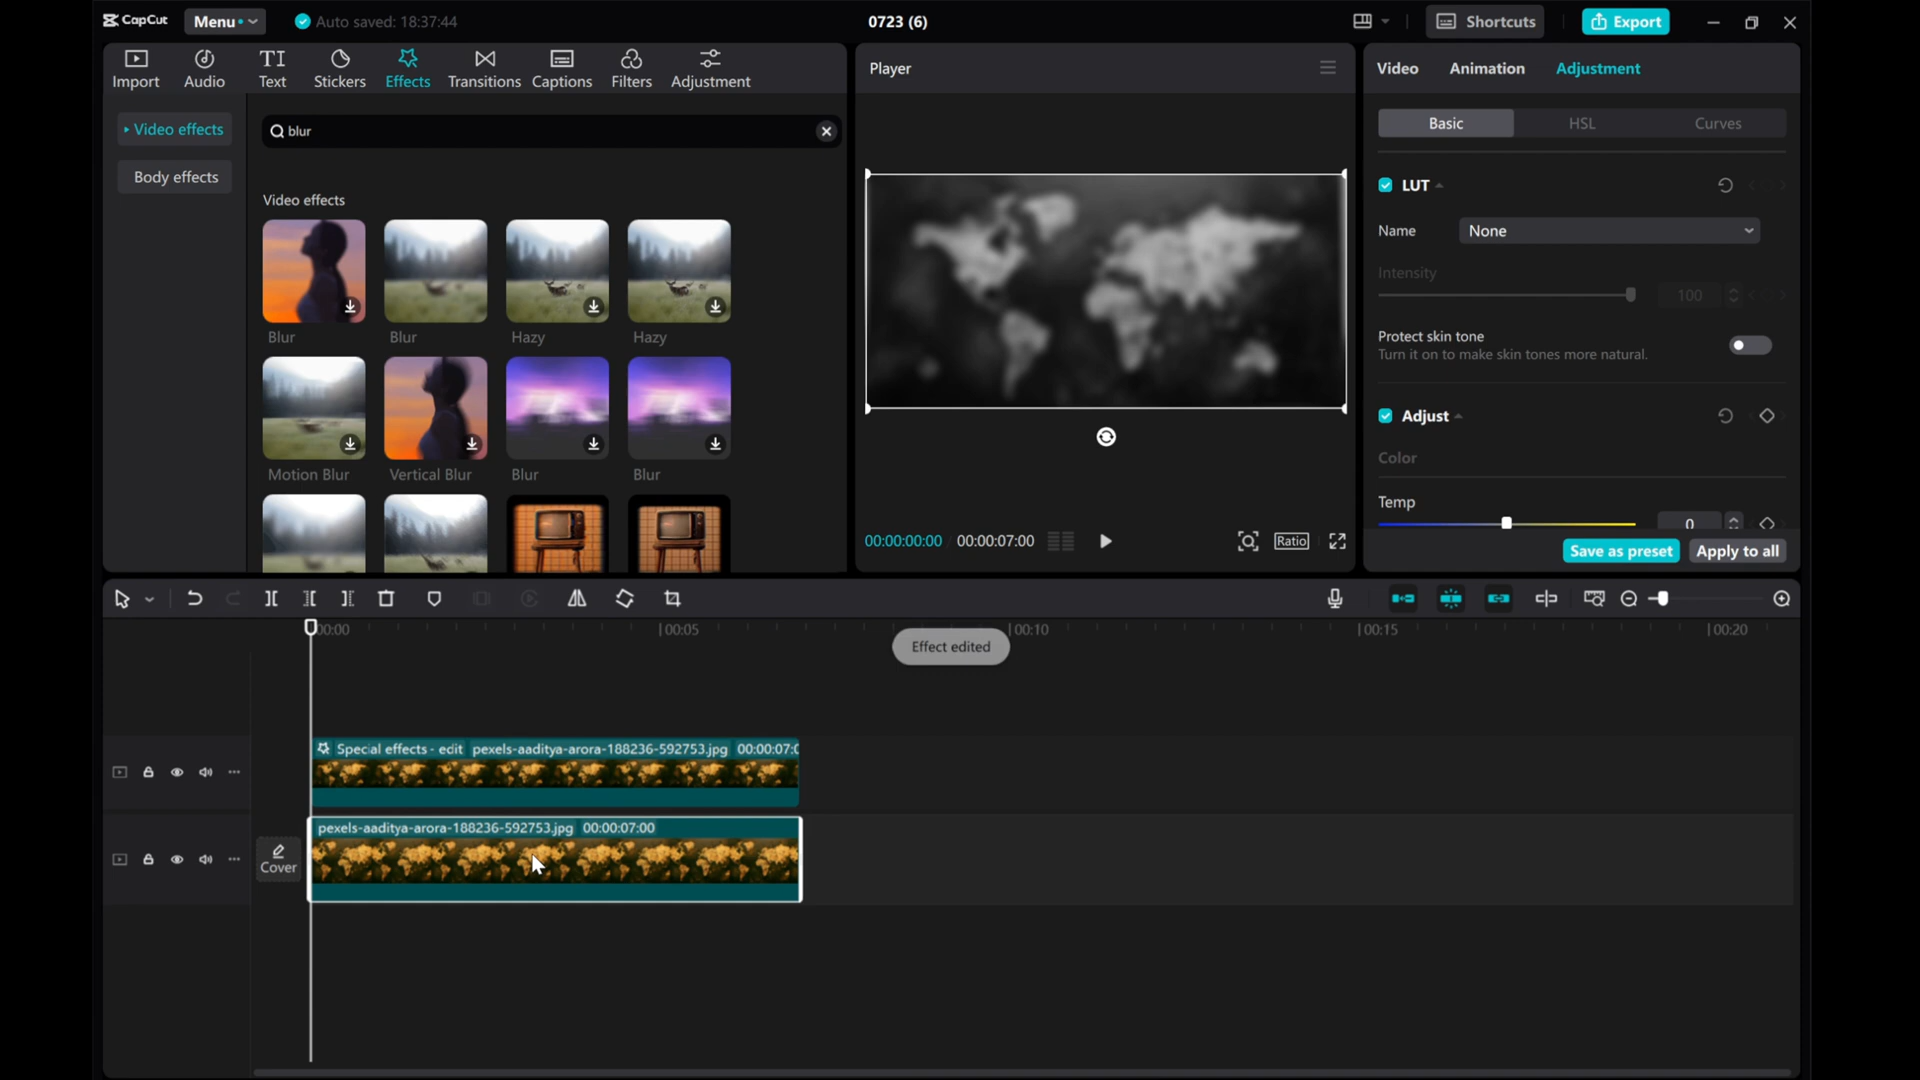 CapCut
Menu
Auto saved: 18:37:44
0723 (6)
Shortcuts
Export
Import
Audio
TI
Text
Stickers
Effects
Transitions
Captions
Filters
Adjustment
Video effects
Body effects
blur
Video effects
Blur
Blur
Hazy
Hazy
Motion Blur
Vertical Blur
Blur
Blur
Player
00:00:00:00
00:00:07:00
Ratio
Video
Animation
Adjustment
Basic
HSL
Curves
LUT
Name
None
Intensity
100
Protect skin tone
Turn it on to make skin tones more natural.
Adjust
Color
Temp
0
Save as preset
Apply to all
00:00
00:05
00:10
00:15
00:20
Effect edited
Special effects - edit pexels-aaditya-arora-188236-592753.jpg 00:00:07:0
Cover
pexels-aaditya-arora-188236-592753.jpg 00:00:07:00